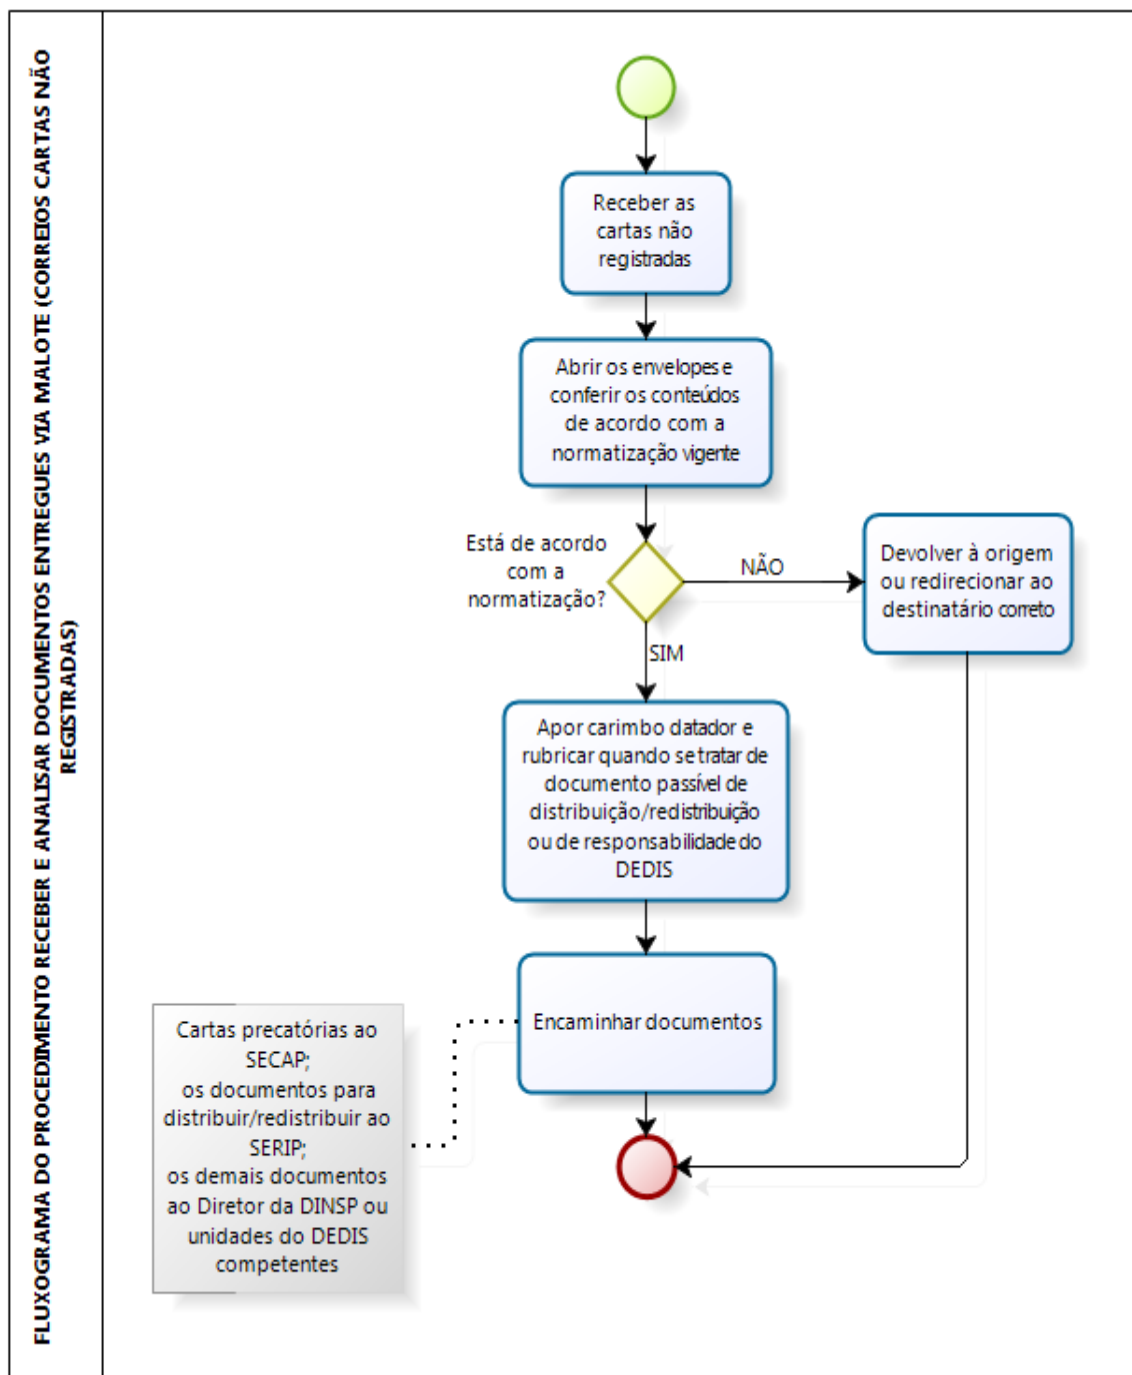 FLUXOGRAMA DO PROCEDIMENTO RECEBER E ANALISAR DOCUMENTOS ENTREGUES VIA MALOTE (CORREIOS CARTAS NÃO
REGISTRADAS)
Receber as
cartas não
registradas
Abrir os envelopes e
conferir os conteúdos
de acordo com a
normatização vigente
Está de acordo
com a
normatização?
NÃO
Devolver à origem
ou redirecionar ao
destinatário correto
SIM
Apor carimbo datador e
rubricar quando se tratar de
documento passível de
distribuição/redistribuição
ou de responsabilidade do
DEDIS
Encaminhar documentos
Cartas precatórias ao
SECAP;
os documentos para
distribuir/redistribuir ao
SERIP;
os demais documentos
ao Diretor da DINSP ou
unidades do DEDIS
competentes